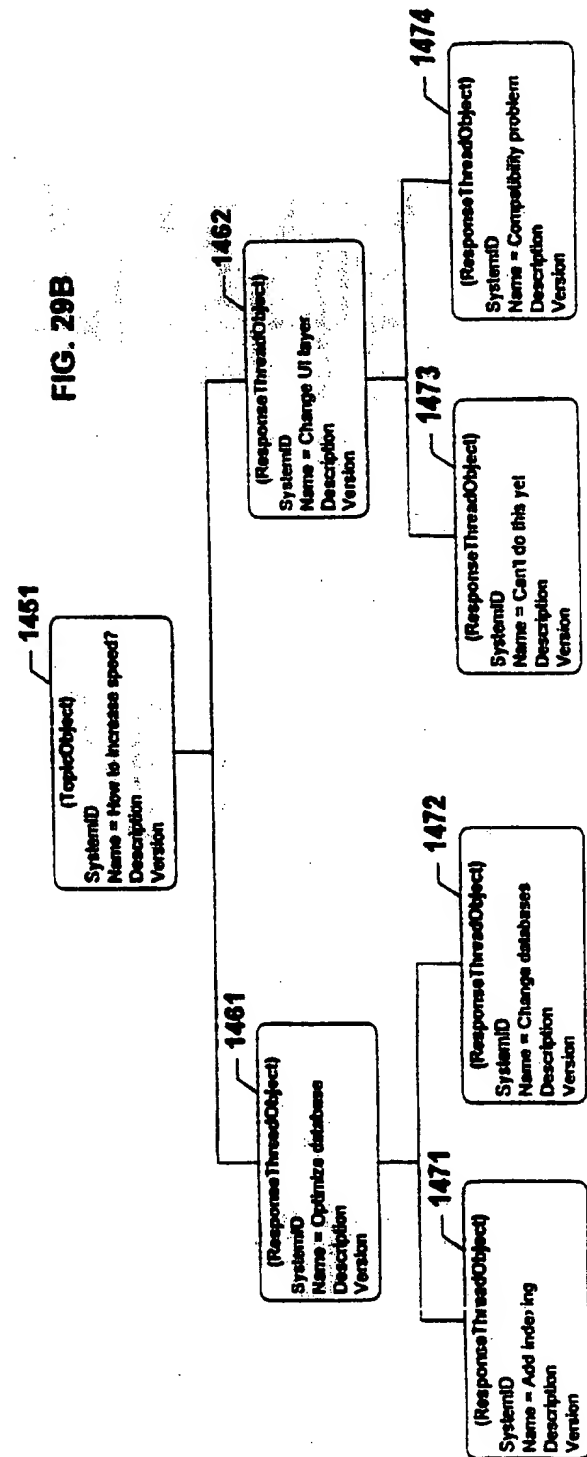 FIG. 29B
1451
(TopicObject)
SystemID
Name = How to increase speed?
Description
Version
1461
(ResponseThreadObject)
SystemID
Name = Optimize database
Description
Version
1462
(ResponseThreadObject)
SystemID
Name = Change UI layer
Description
Version
1471
(ResponseThreadObject)
SystemID
Name = Add indexing
Description
Version
1472
(ResponseThreadObject)
SystemID
Name = Change databases
Description
Version
1473
(ResponseThreadObject)
SystemID
Name = Can't do this yet
Description
Version
1474
(ResponseThreadObject)
SystemID
Name = Compatibility problem
Description
Version